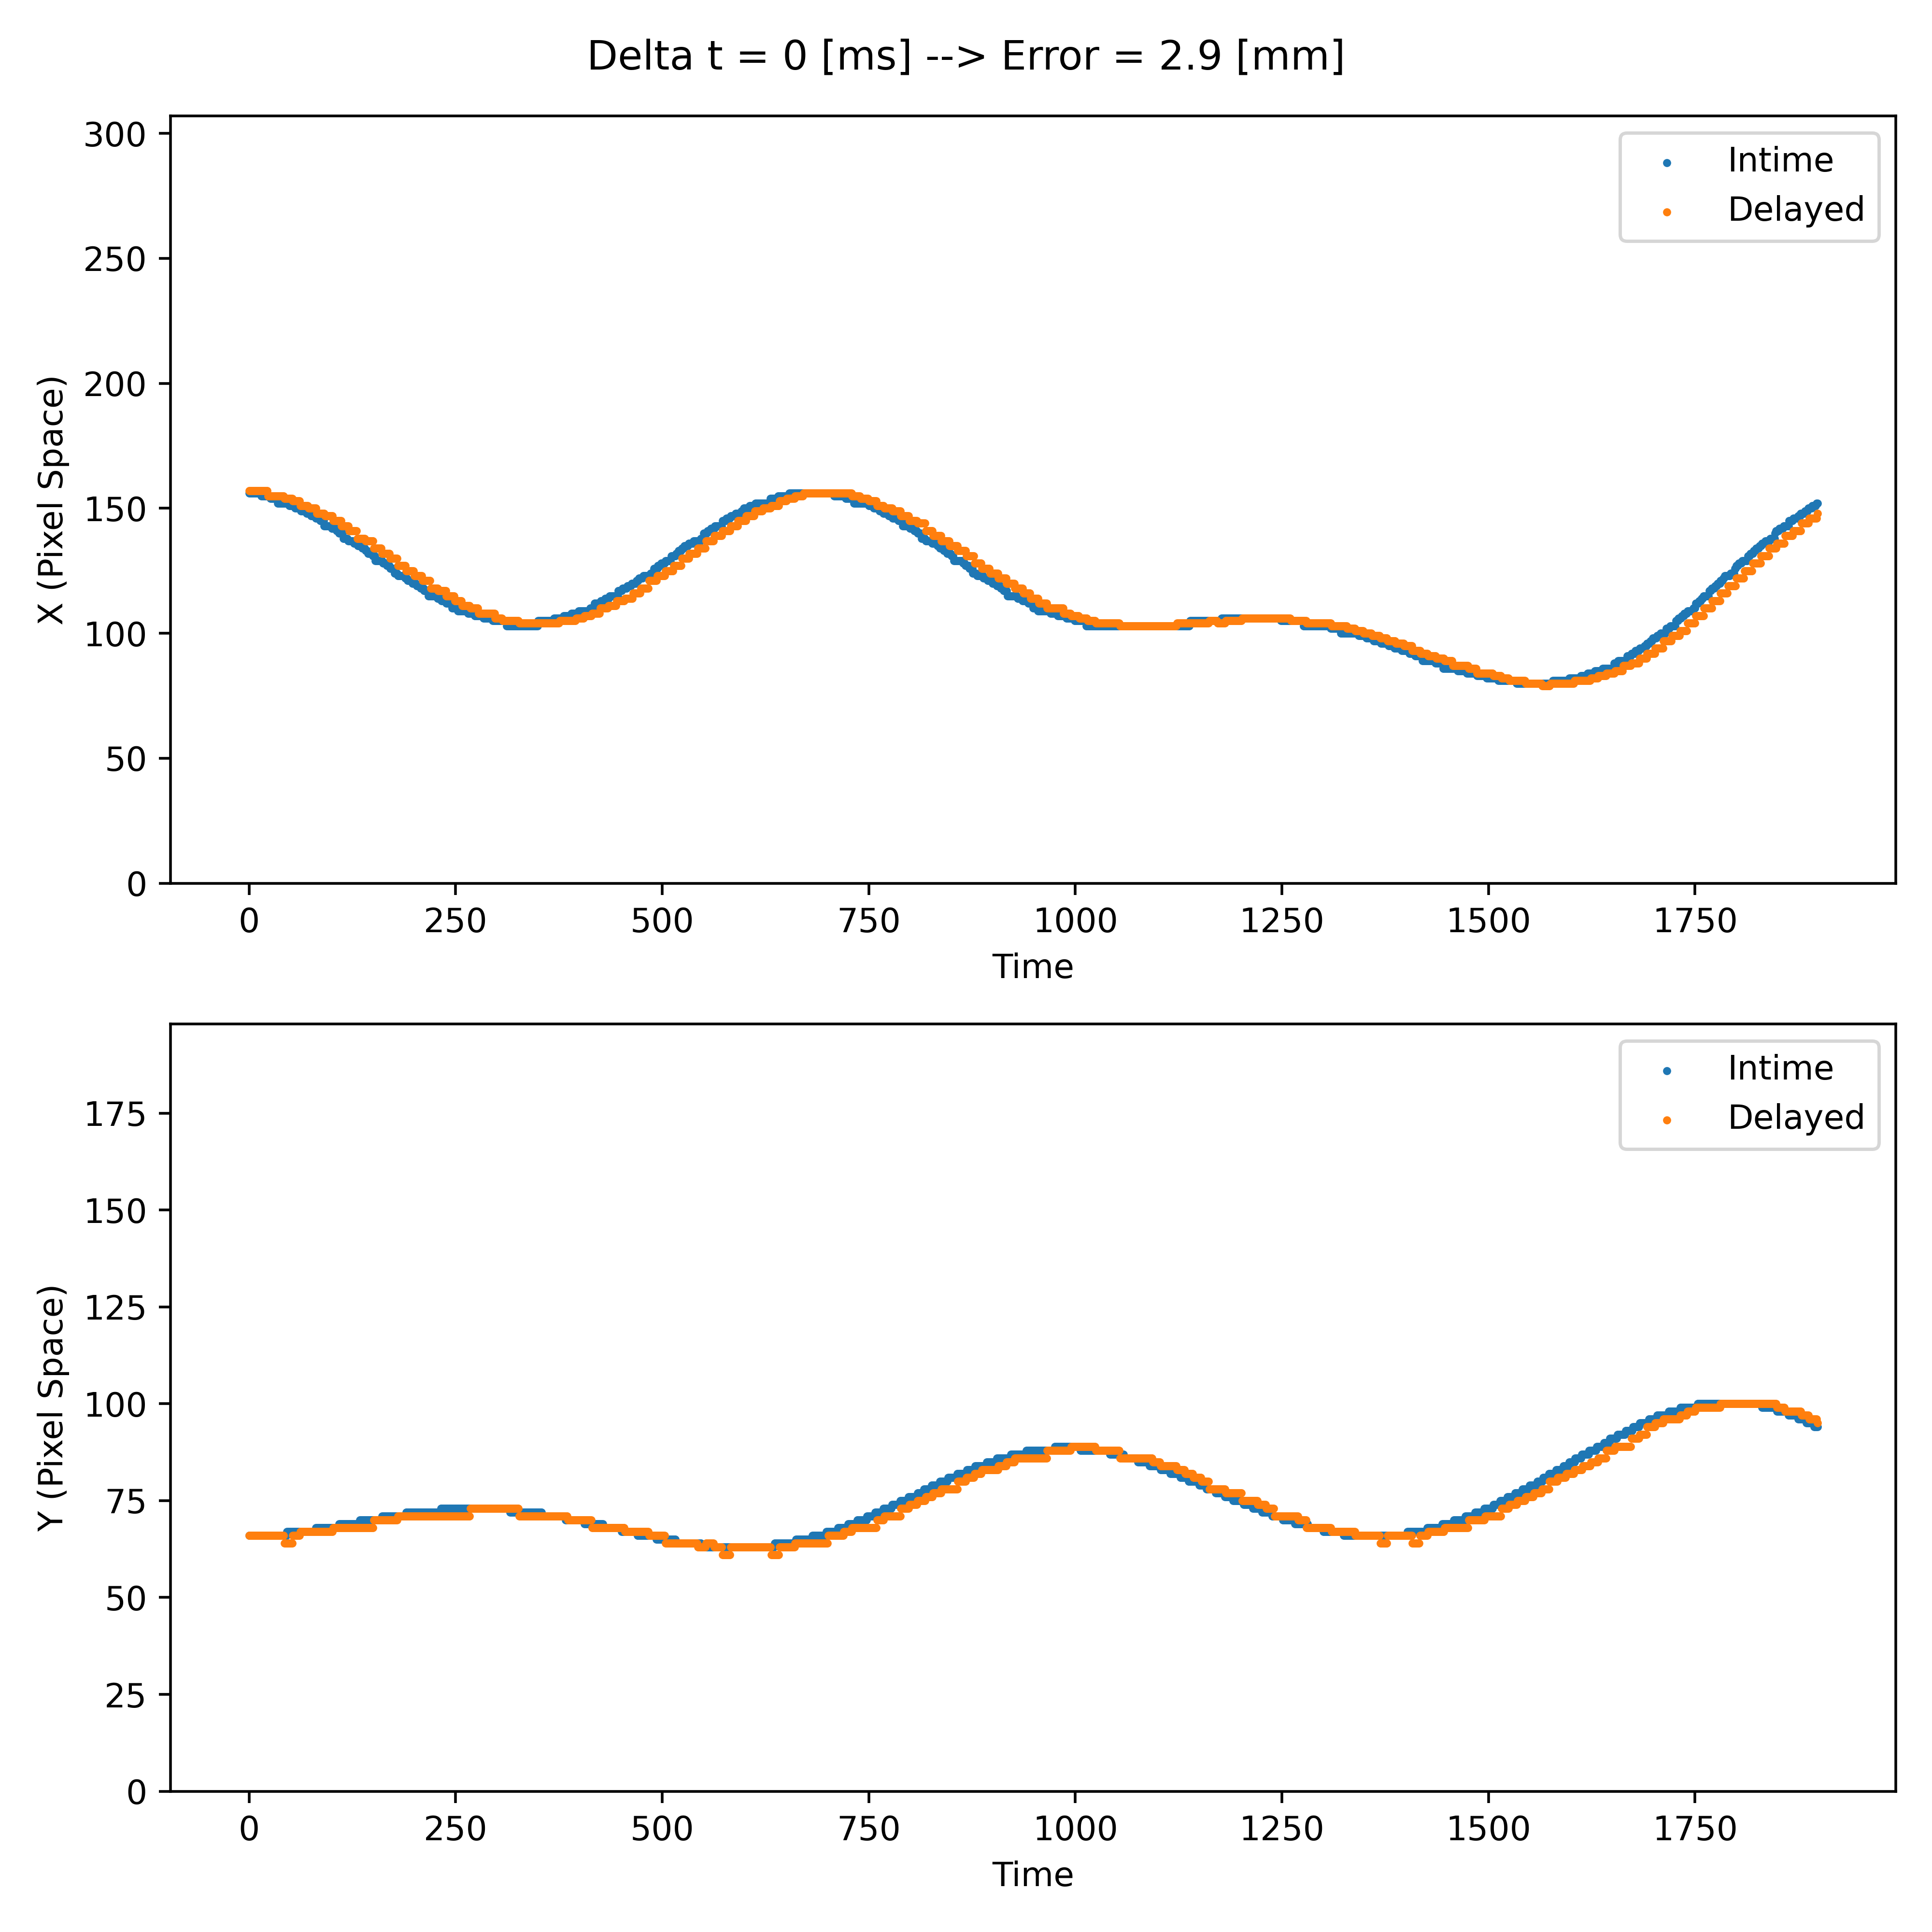 Delta t = 0 [ms] --> Error = 2.9 [mm]
300
250
200
150
100
50
0
X (Pixel Space)
Intime
Delayed
0 250 500 750 1000 1250 1500 1750
Time
175
150
125
100
75
50
25
0
Y (Pixel Space)
Intime
Delayed
0 250 500 750 1000 1250 1500 1750
Time